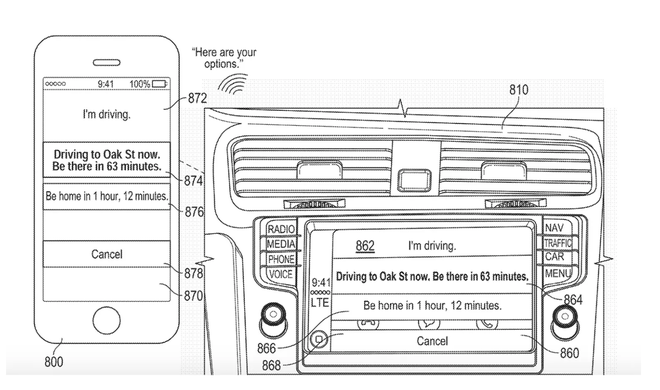 "Here are your
options."
9:41
100%
872
I'm driving.
Driving to Oak St now.
Be there in 63 minutes.
874
Be home in 1 hour, 12 minutes.
876
Cancel
878
870
800
810
RADIO
MEDIA
PHONE
VOICE
862
I'm driving.
9:41
LTE
Driving to Oak St now. Be there in 63 minutes.
864
Be home in 1 hour, 12 minutes.
866
Cancel
868
860
NAV
TRAFFIC
CAR
MENU